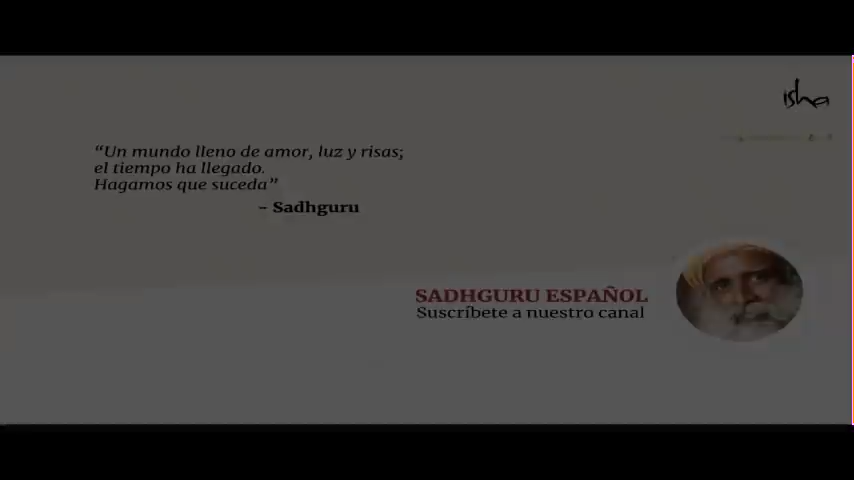 isha
“Un mundo lleno de amor, luz y risas;
el tiempo ha llegado.
Hagamos que suceda”
– Sadhguru
SADHGURU ESPAÑOL
Suscríbete a nuestro canal